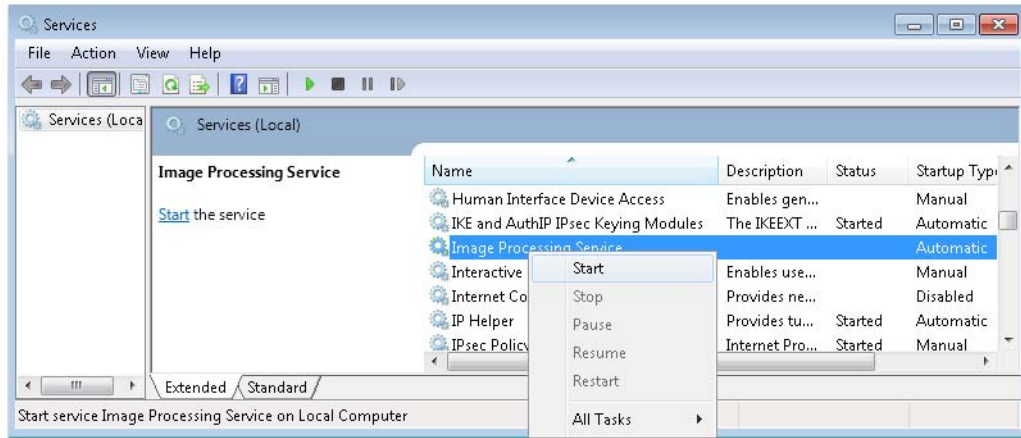 Services
File Action View Help
Services (Loca
Services (Local)
Image Processing Service
Start the service
Name Description Status Startup Typ
Human Interface Device Access Enables gen... Manual
IKE and AuthIP IPsec Keying Modules The IKEEXT ... Started Automatic
Image Processing Service Automatic
Interactive Enables use... Manual
Internet Co Provides ne... Disabled
IP Helper Provides tu... Started Automatic
IPsec Policy Internet Pro... Started Manual
Start
Stop
Pause
Resume
Restart
All Tasks
Extended Standard
Start service Image Processing Service on Local Computer